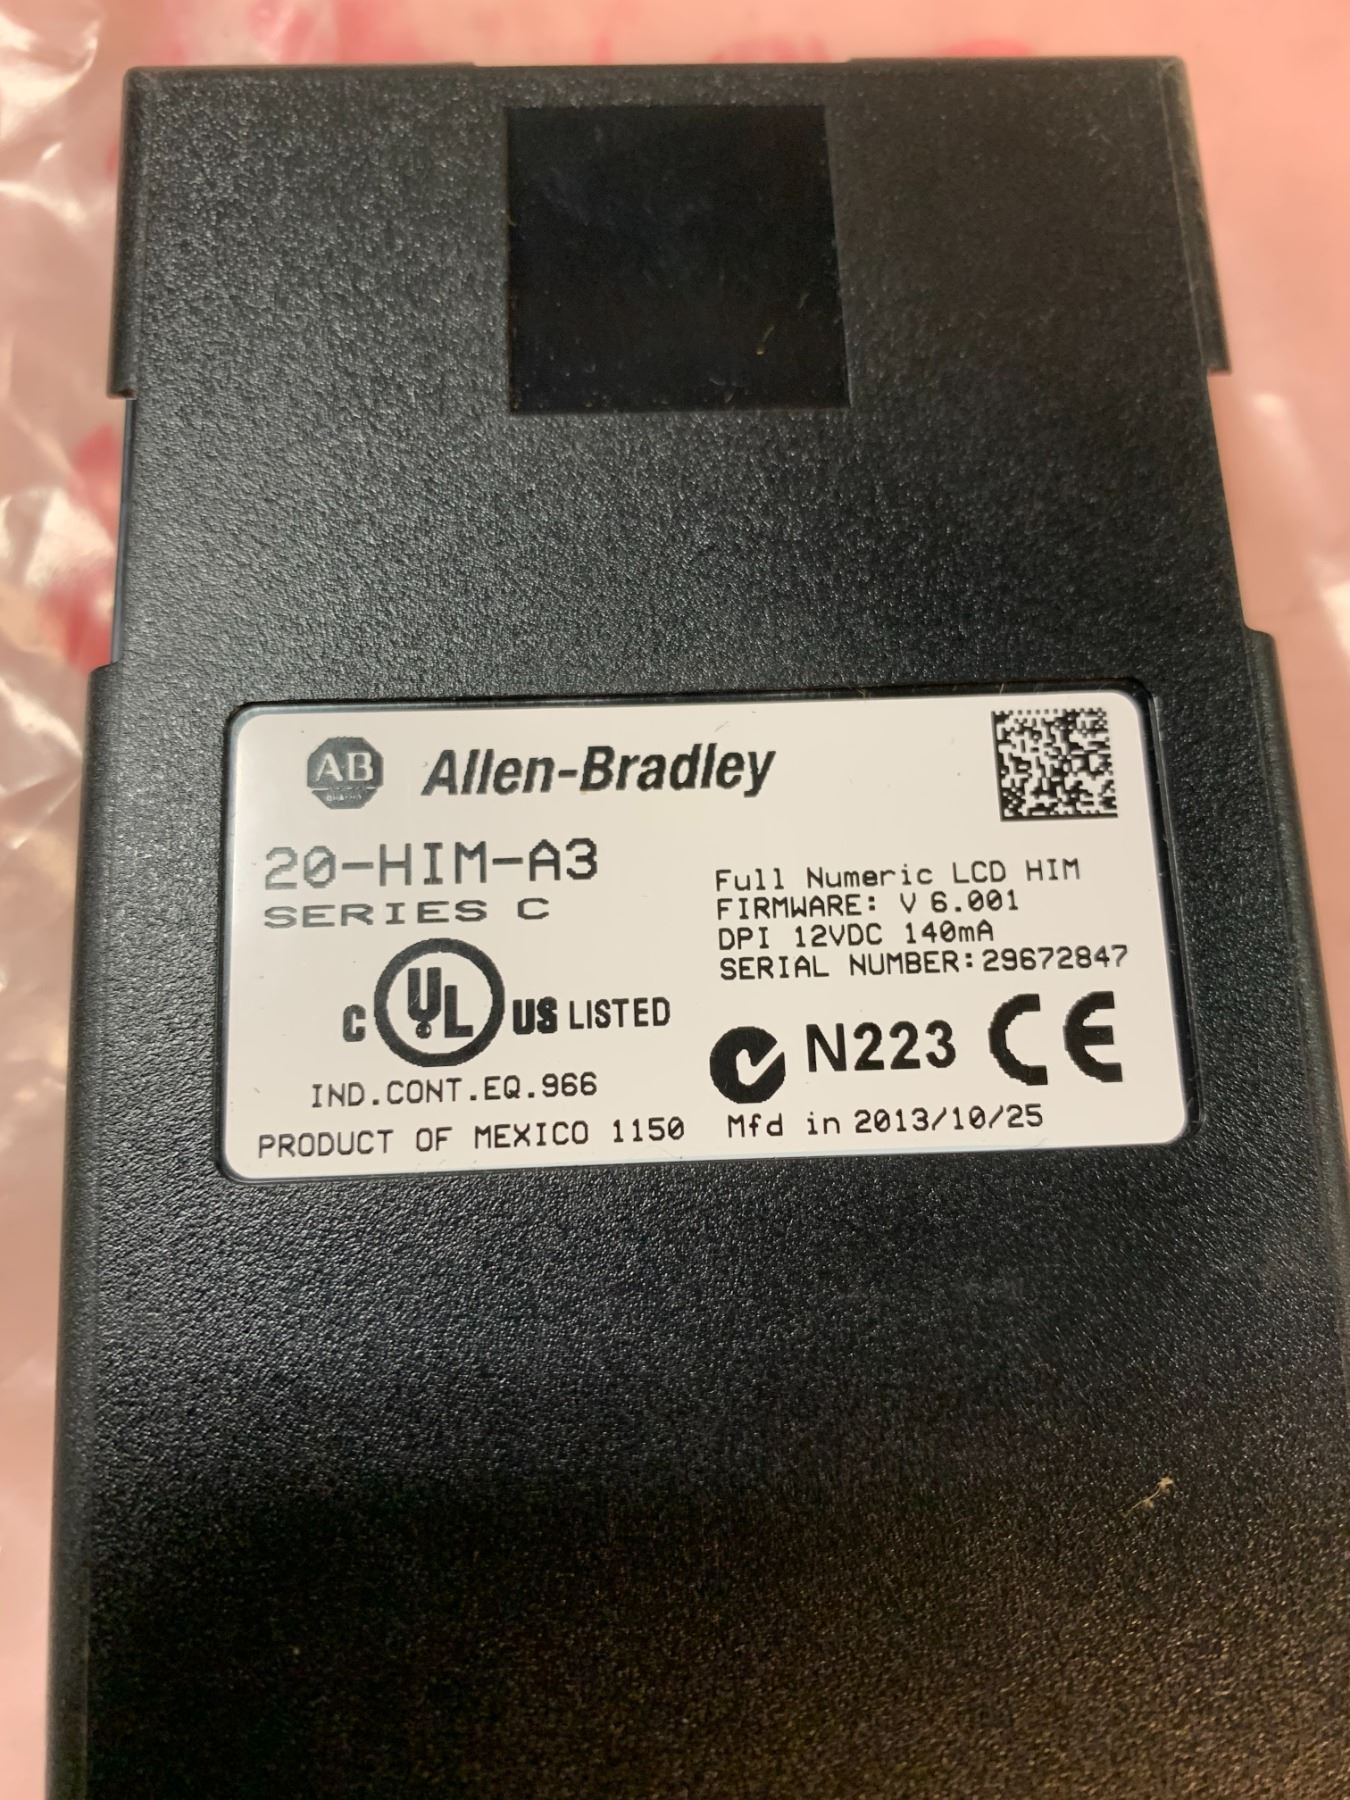 AB
Allen-Bradley
20-HIM-A3
SERIES C
Full Numeric LCD HIM
FIRMWARE: V 6.001
DPI 12VDC 140mA
SERIAL NUMBER:29672847
C UL US LISTED
N223 CE
IND.CONT.EQ.966
PRODUCT OF MEXICO 1150
Mfd in 2013/10/25